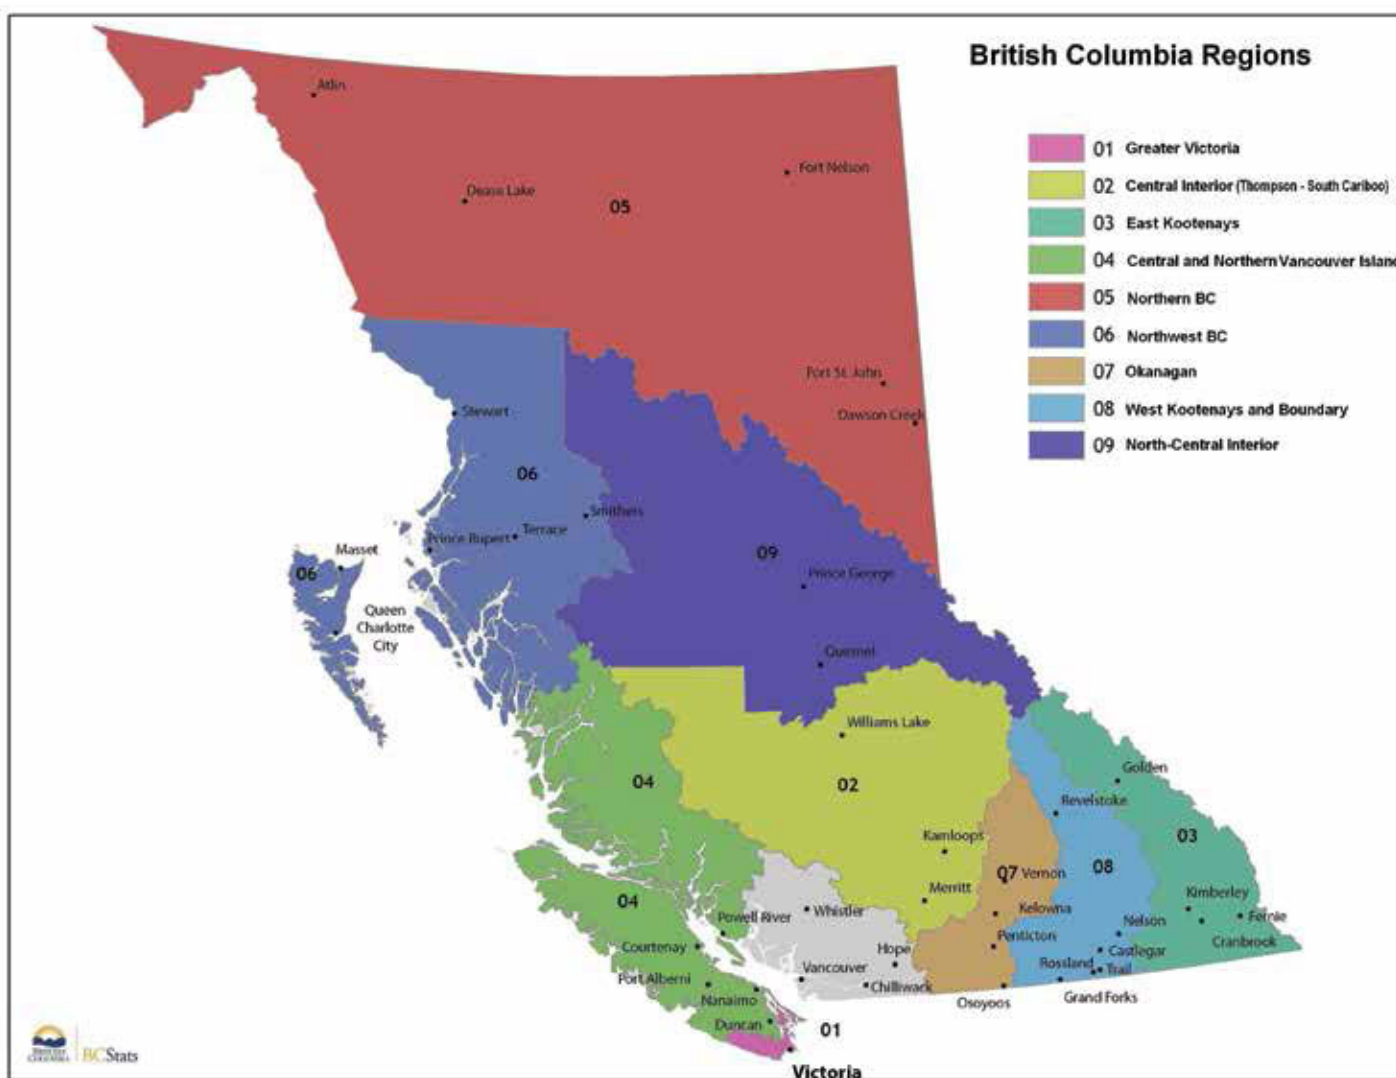 British Columbia Regions
01 Greater Victoria
02 Central Interior (Thompson - South Cariboo)
03 East Kootenays
04 Central and Northern Vancouver Island
05 Northern BC
06 Northwest BC
07 Okanagan
08 West Kootenays and Boundary
09 North-Central Interior
Atlin
Fort Nelson
Dease Lake
05
Fort St. John
Dawson Creek
Stewart
06
Smithers
Terrace
Prince Rupert
09
Masset
06
Prince George
Queen
Charlotte
City
Quesnel
Williams Lake
04
02
Golden
Revelstoke
Kamloops
03
07
Vernon
08
Merritt
Kimberley
04
Powell River
Whistler
Kelowna
Fernie
Nelson
Cranbrook
Courtenay
Hope
Penticton
Castlegar
Rossland
Trail
Port Alberni
Vancouver
Chilliwack
Nanaimo
Osoyoos
Grand Forks
Duncan
01
Victoria
BRITISH
COLUMBIA
BCStats